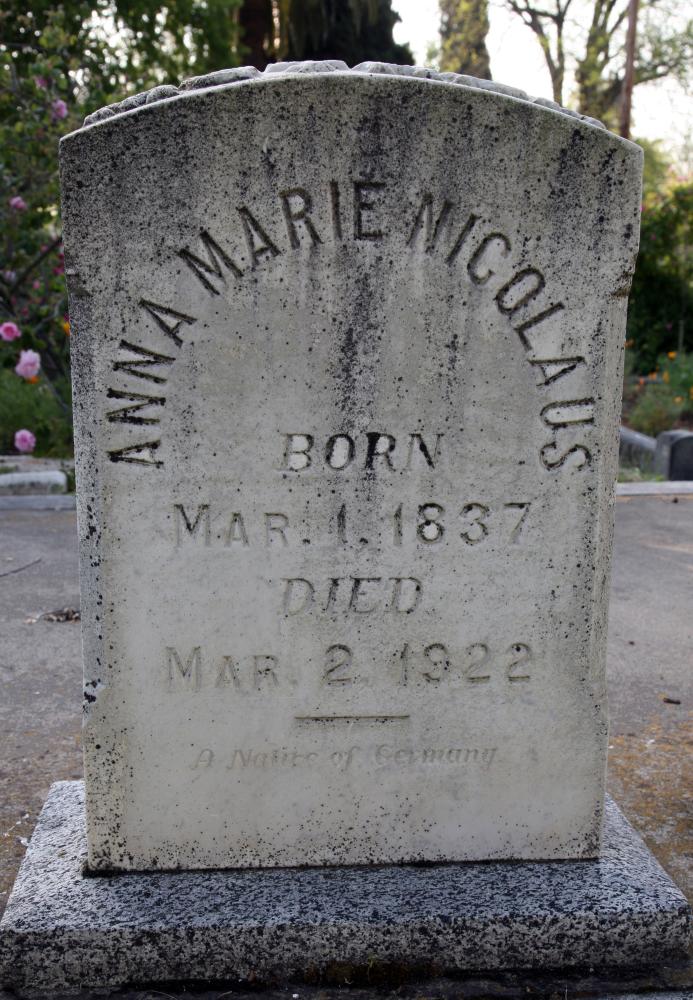 ANNA MARIE NICOLAUS
BORN
MAR. 1. 1837
DIED
MAR. 2. 1922
A Native of Germany.